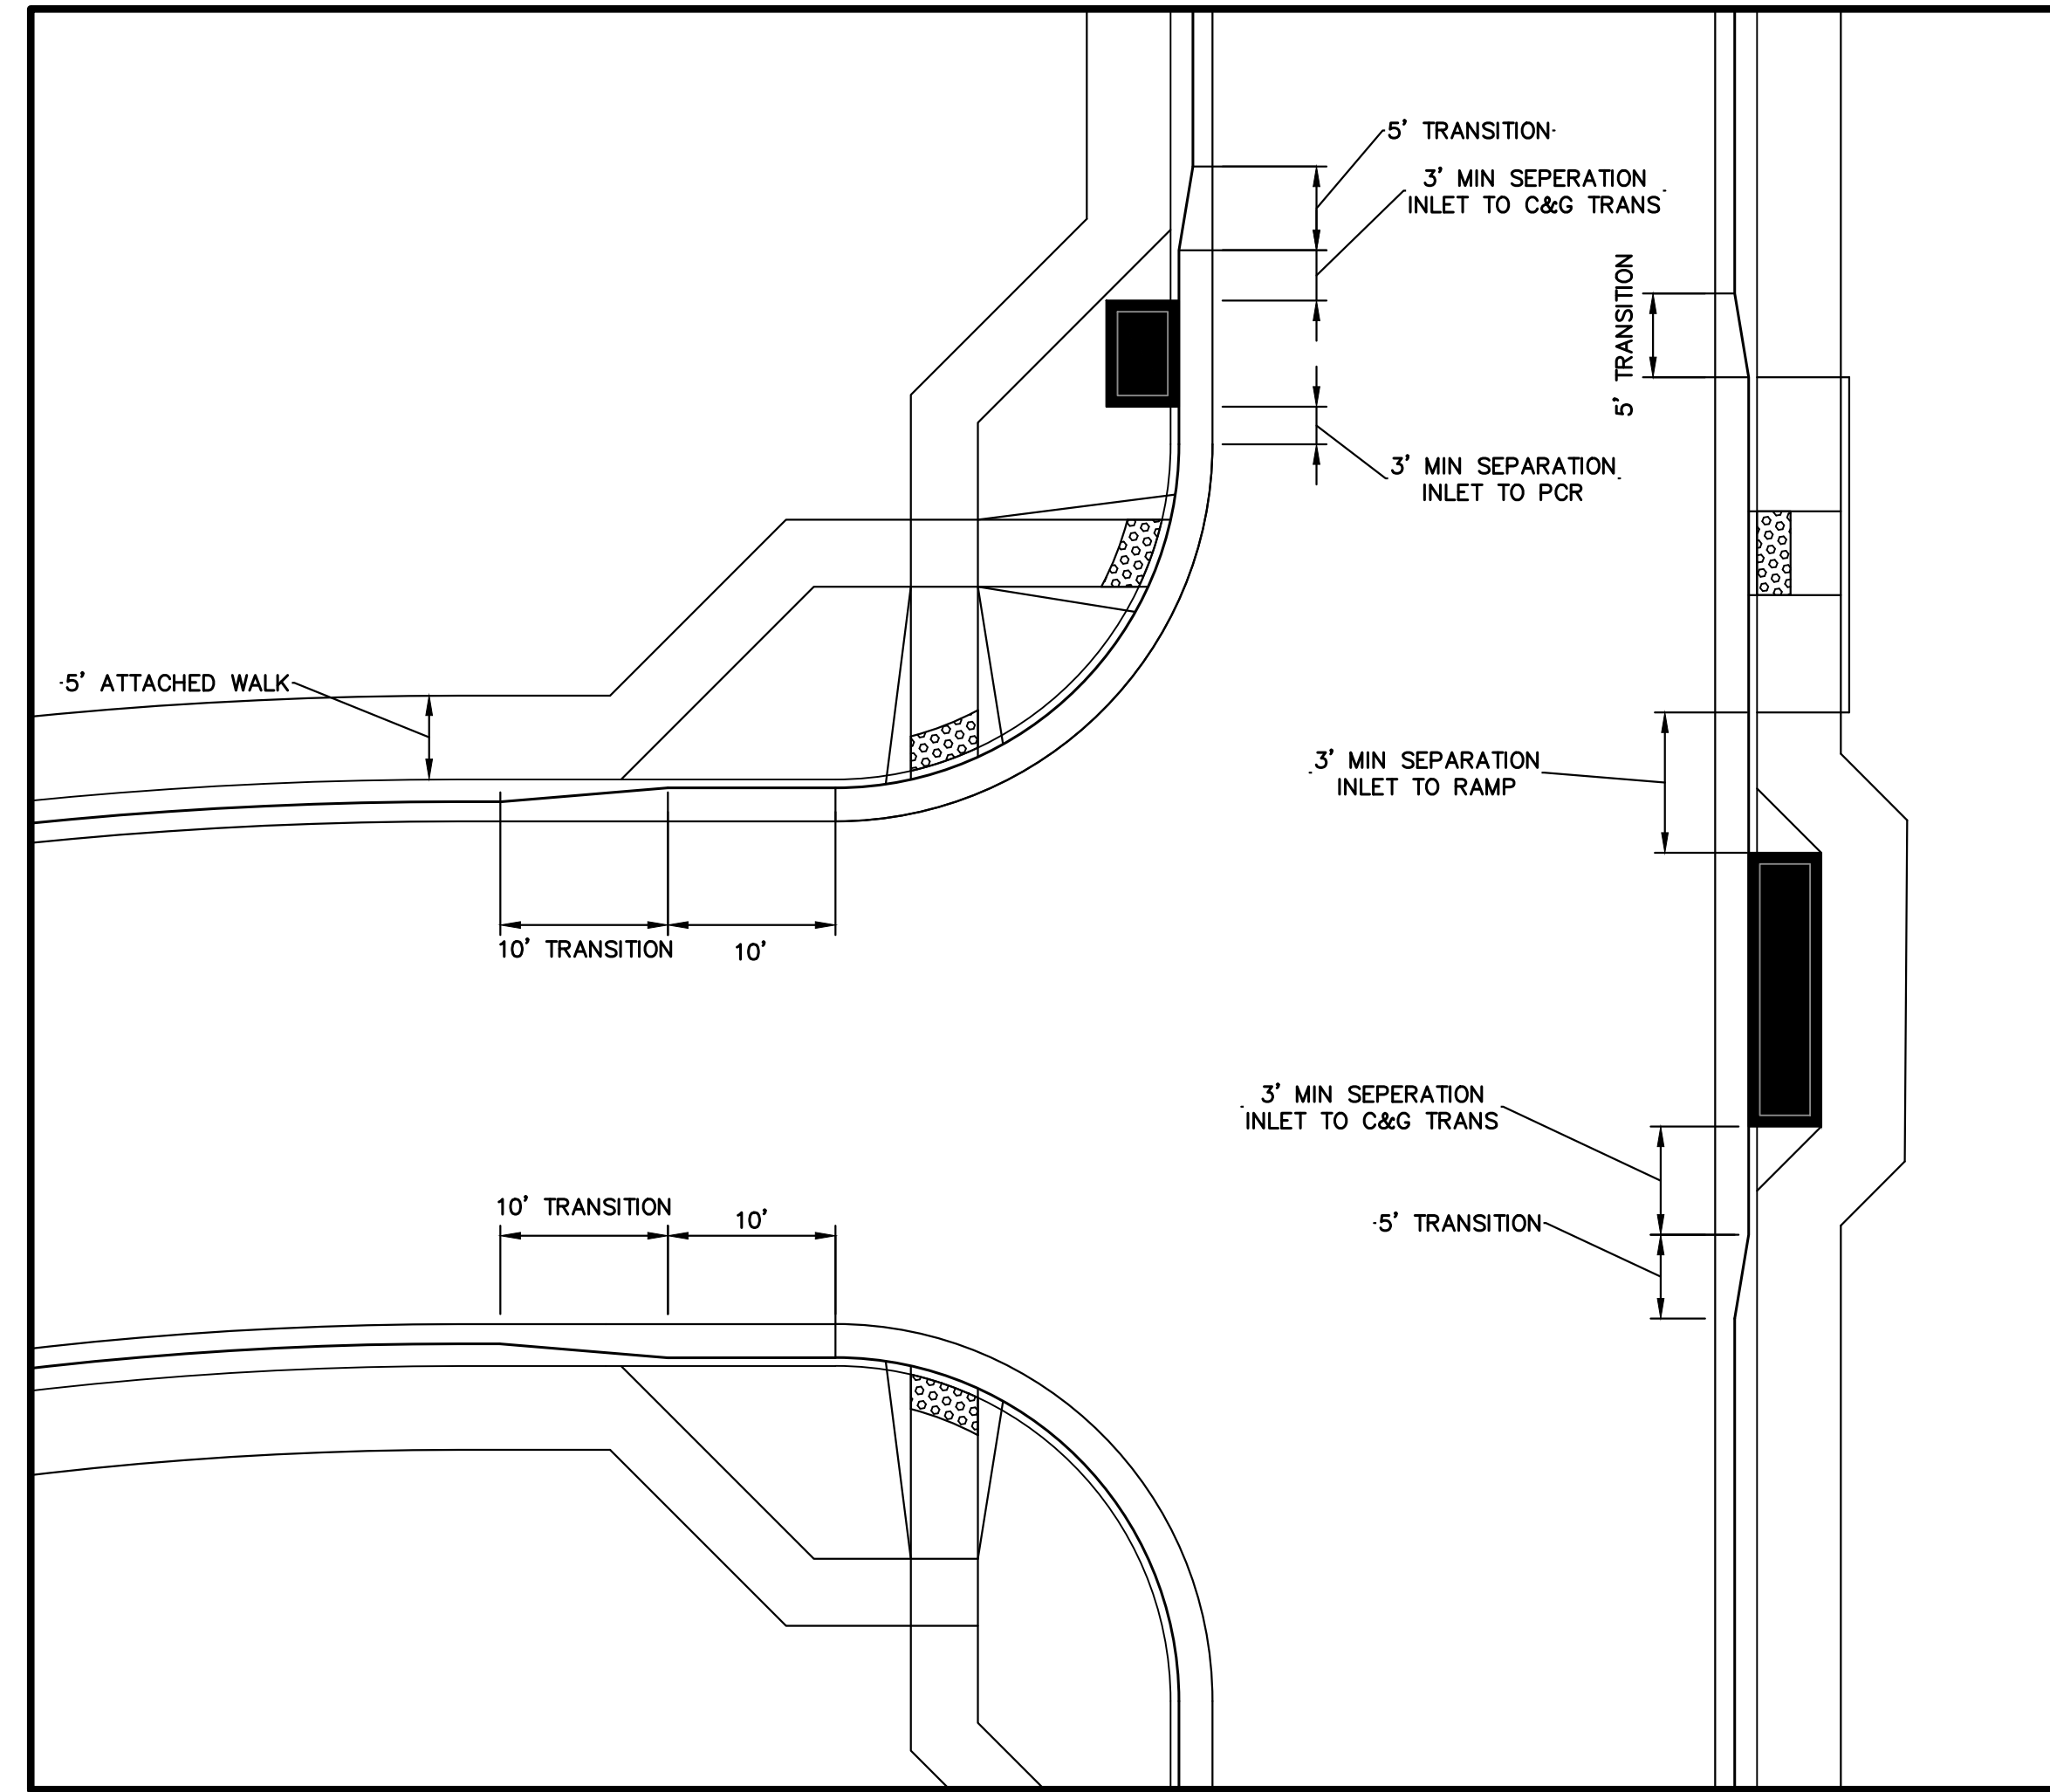 5' TRANSITION
3' MIN SEPERATION
INLET TO C&G TRANS
5' TRANSITION
3' MIN SEPARATION
INLET TO PCR
5' ATTACHED WALK
3' MIN SEPARATION
INLET TO RAMP
10' TRANSITION
10'
3' MIN SEPERATION
INLET TO C&G TRANS
10' TRANSITION
10'
5' TRANSITION